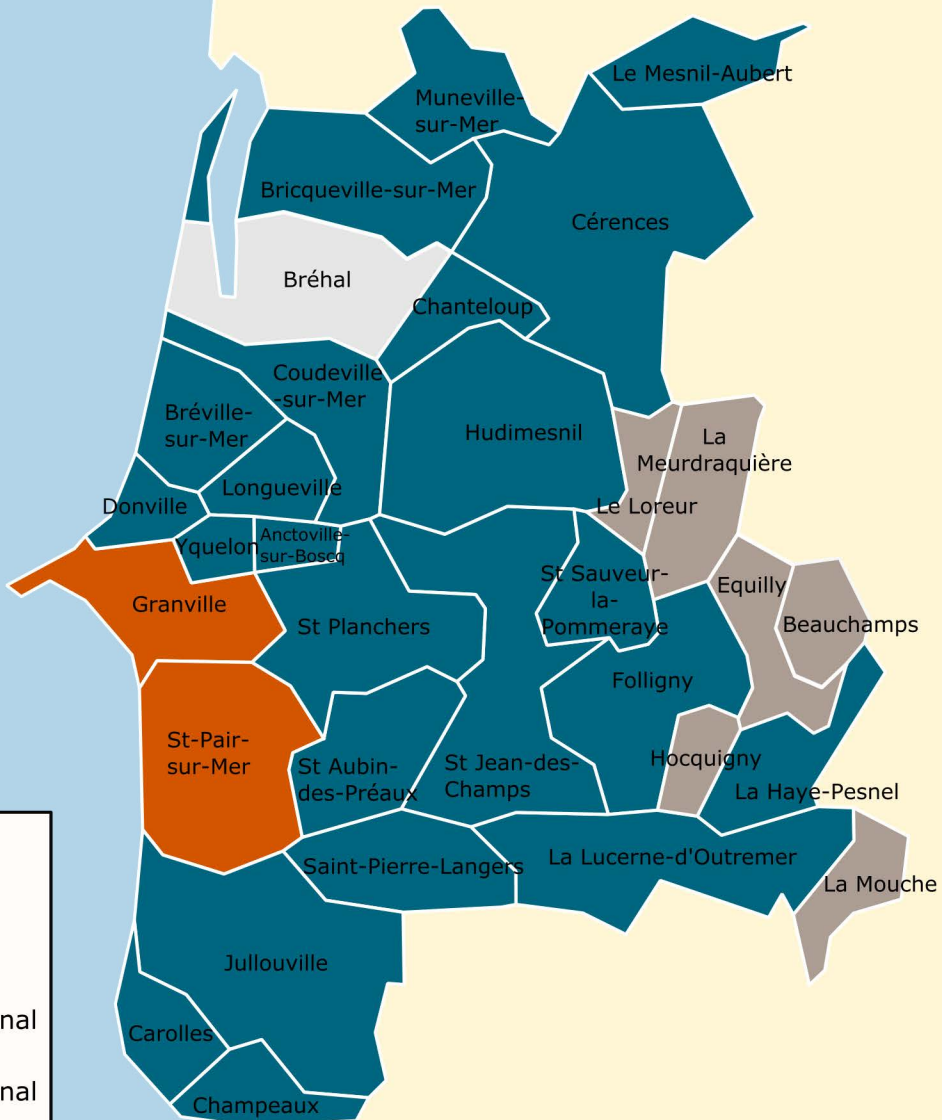 Le Mesnil-Aubert
Muneville-
sur-Mer
Bricqueville-sur-Mer
Cérences
Bréhal
Chanteloup
Coudeville
-sur-Mer
Bréville-
sur-Mer
Hudimesnil
La
Meurdraquière
Longueville
Le Loreur
Donville
Yquelon
Anctoville-
sur-Boscq
St Sauveur-
la-
Pommeraye
Equilly
Granville
St Planchers
Beauchamps
Folligny
St-Pair-
sur-Mer
St Aubin-
des-Préaux
St Jean-des-
Champs
Hocquigny
La Haye-Pesnel
Saint-Pierre-Langers
La Lucerne-d'Outremer
La Mouche
Jullouville
Carolles
Champeaux
nal
nal